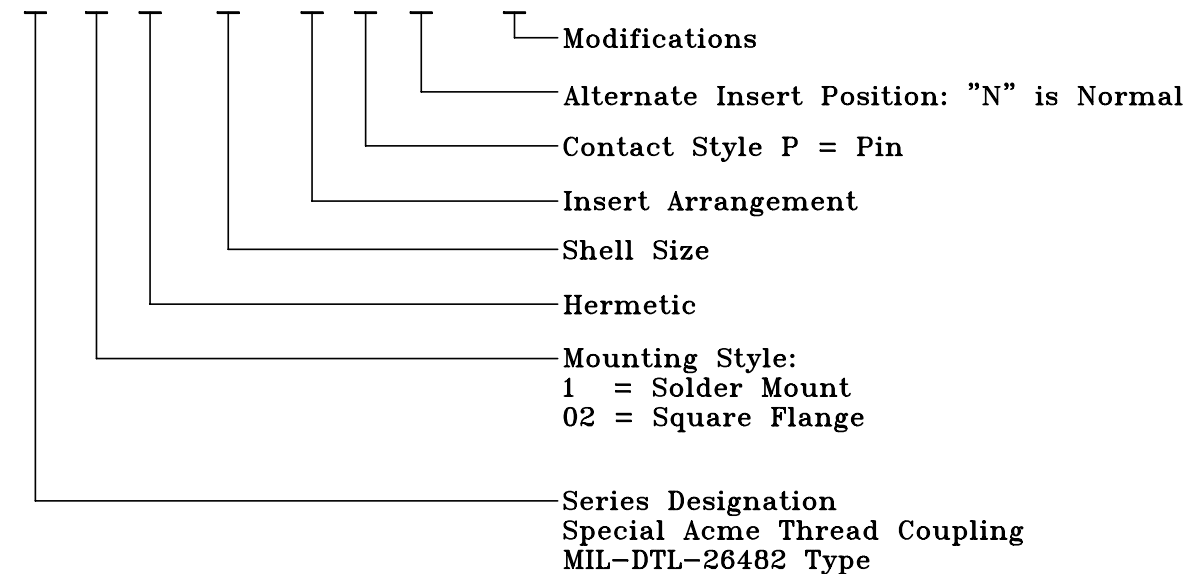 Modifications
Alternate Insert Position: ”N” is Normal
Contact Style P = Pin
Insert Arrangement
Shell Size
Hermetic
Mounting Style:
1 = Solder Mount
02 = Square Flange
Series Designation
Special Acme Thread Coupling
MIL-DTL-26482 Type